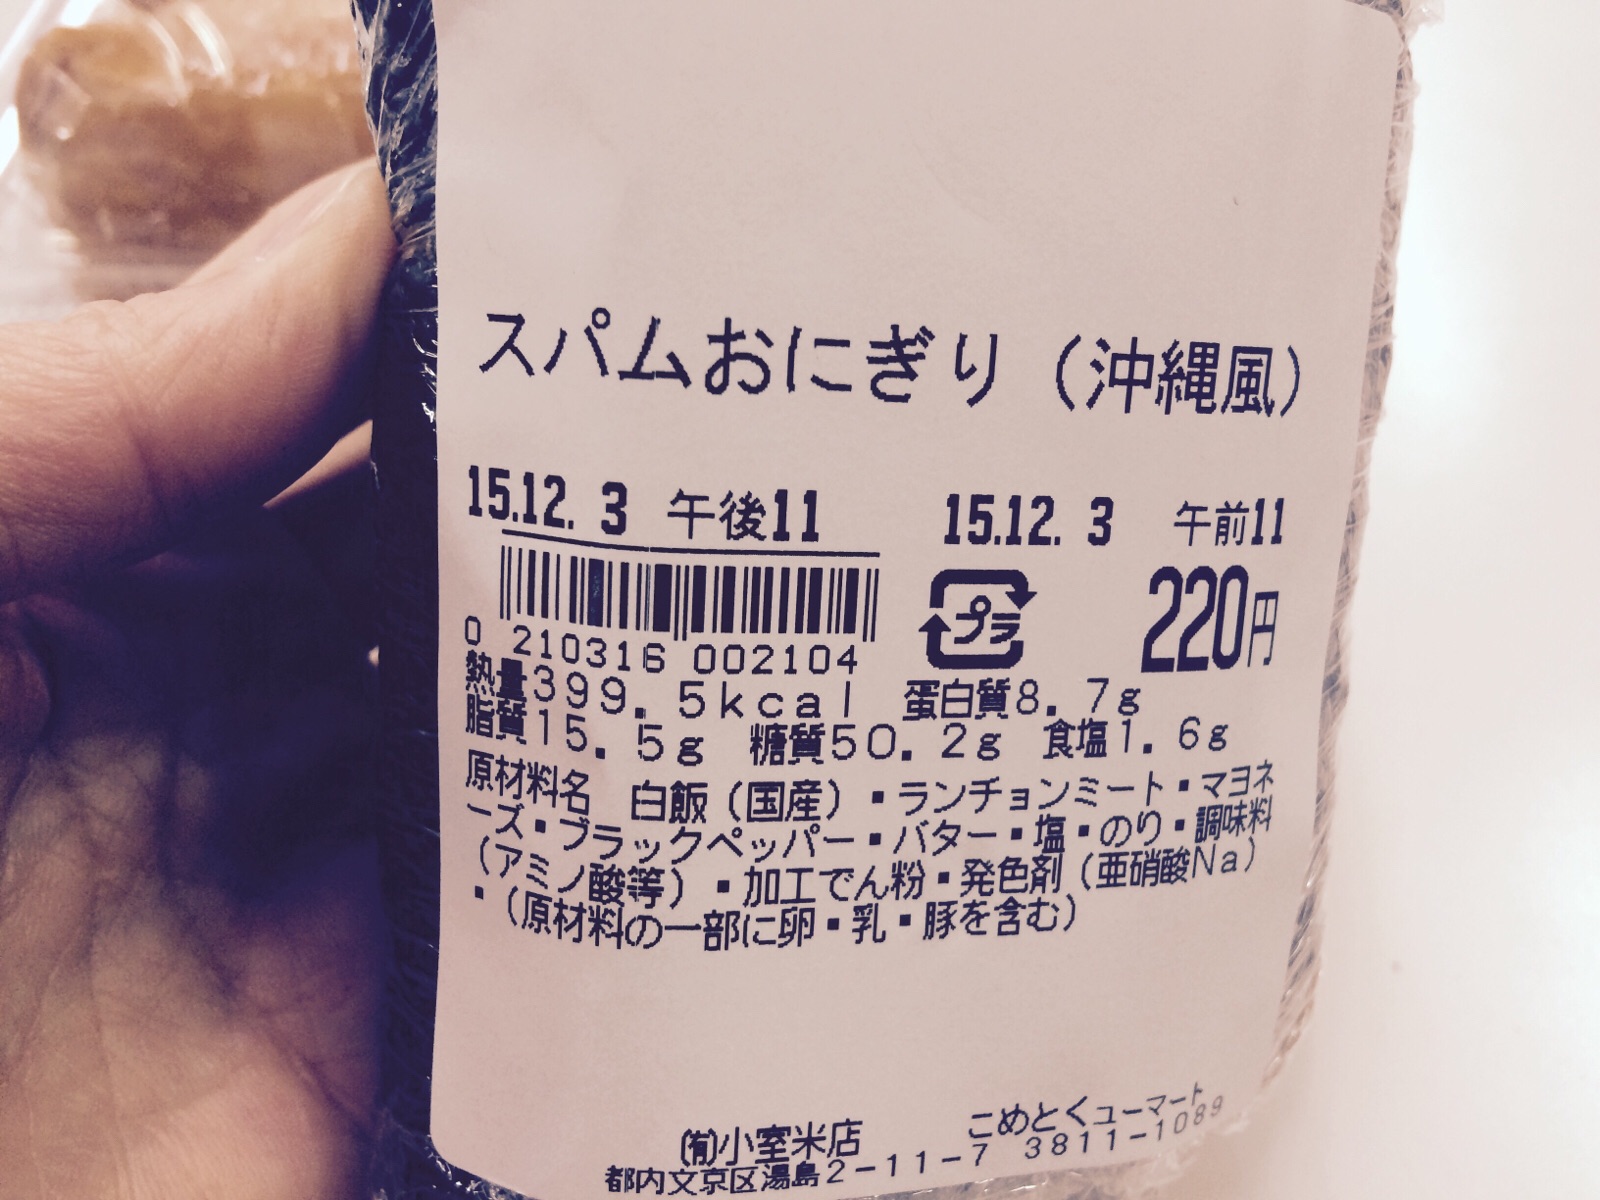 スパムおにぎり（沖縄風）
15.12. 3 午後11 15.12. 3 午前11
プラ 220円
0 210316 002104
熱量399.5kcal 蛋白質8.7g
脂質15.5g 糖質50.2g 食塩1.6g
原材料名 白飯（国産）・ランチョンミート・マヨネ
ーズ・ブラックペッパー・バター・塩・のり・調味料
（アミノ酸等）・加工でん粉・発色剤（亜硝酸Na）
・（原材料の一部に卵・乳・豚を含む）
㈲小室米店 こめとくューマート
都内文京区湯島2-11-7 3811-1089